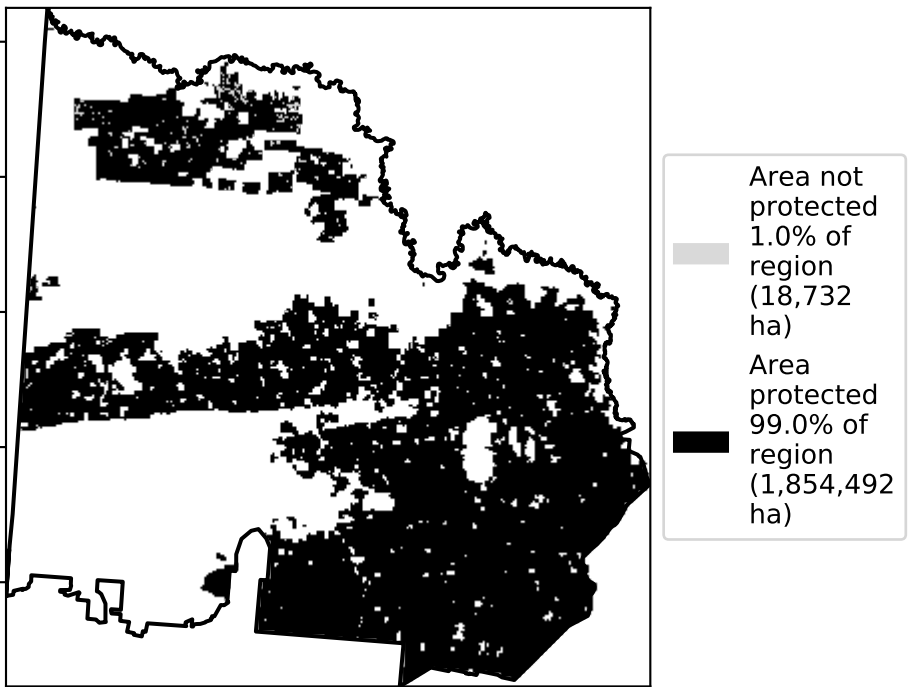 Area not
protected
1.0% of
region
(18,732
ha)
Area
protected
99.0% of
region
(1,854,492
ha)